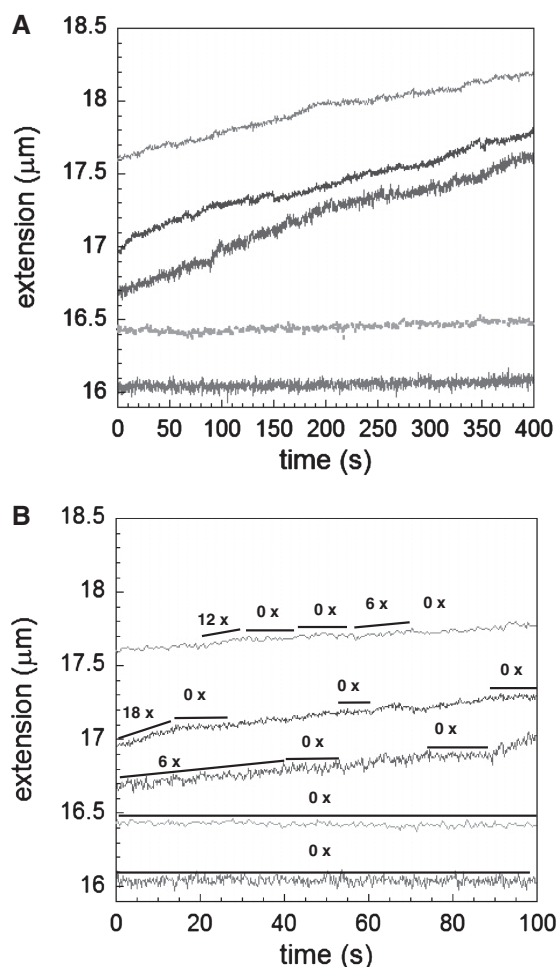 A
extension (μm)
18.5
18
17.5
17
16.5
16
0 50 100 150 200 250 300 350 400
time (s)
B
extension (μm)
18.5
18
17.5
17
16.5
16
12 x 0 x 0 x 6 x 0 x
18 x 0 x 0 x 0 x
6 x 0 x 0 x
0 x
0 x
0 20 40 60 80 100
time (s)